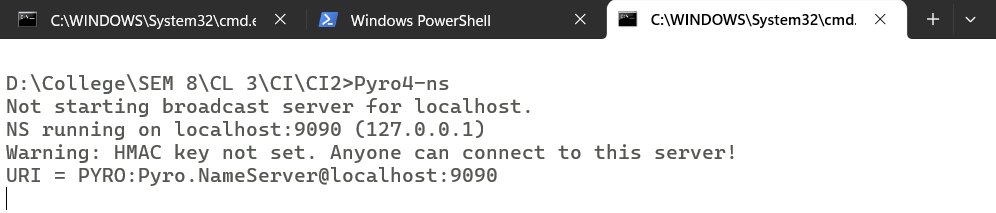 C:\WINDOWS\System32\cmd.e
Windows PowerShell
C:\WINDOWS\System32\cmd.
D:\College\SEM 8\CL 3\CI\CI2>Pyro4-ns
Not starting broadcast server for localhost.
NS running on localhost:9090 (127.0.0.1)
Warning: HMAC key not set. Anyone can connect to this server!
URI = PYRO:Pyro.NameServer@localhost:9090